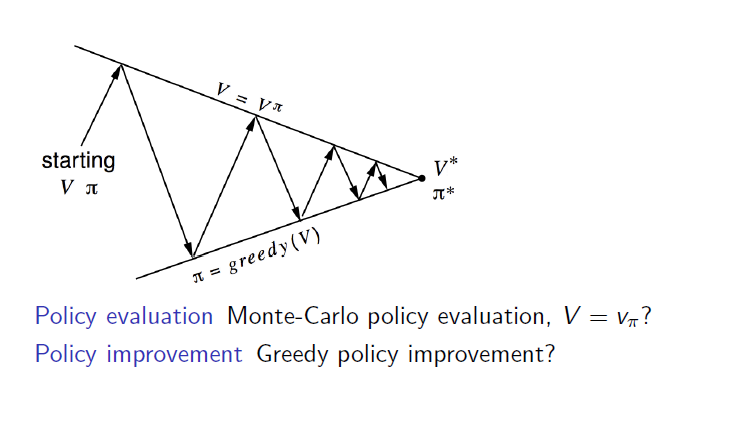 V = Vπ
starting
V π
V*
π*
π = greedy(V)
Policy evaluation Monte-Carlo policy evaluation, V = vπ?
Policy improvement Greedy policy improvement?